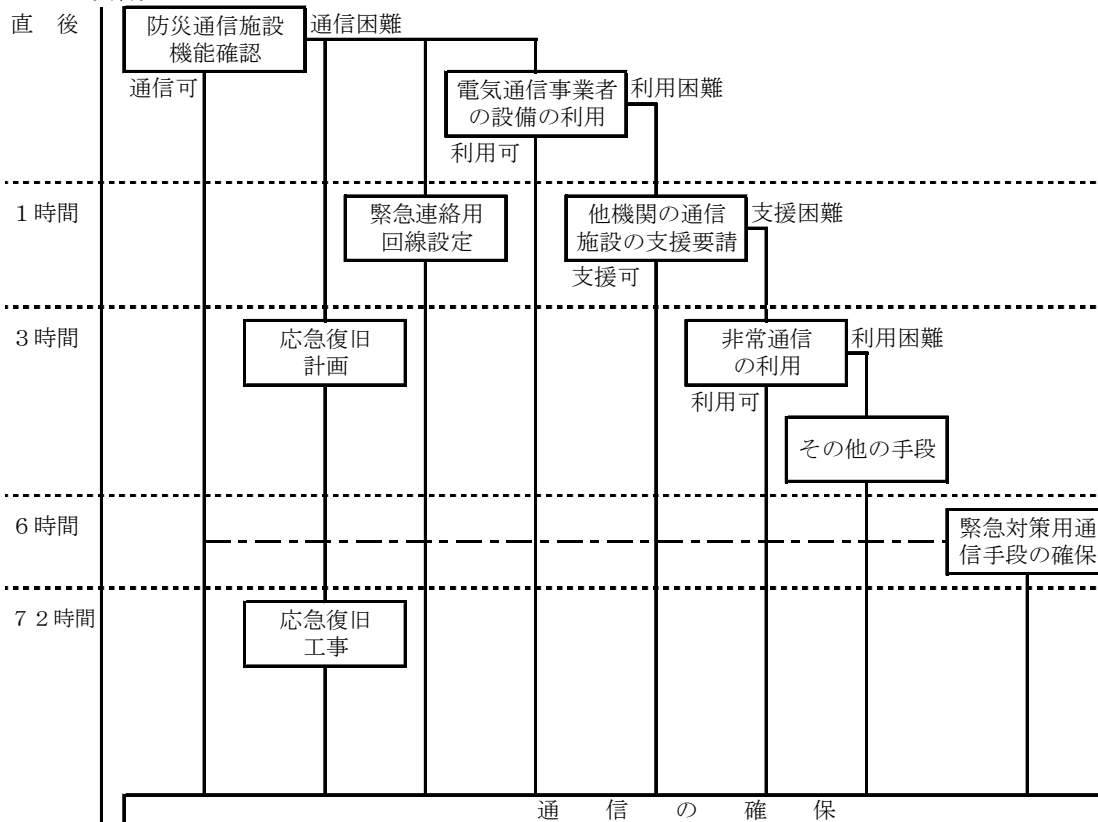 直　後
防災通信施設
機能確認
通信困難
通信可
電気通信事業者
の設備の利用
利用困難
利用可
１時間
緊急連絡用
回線設定
他機関の通信
施設の支援要請
支援困難
支援可
３時間
応急復旧
計画
非常通信
の利用
利用困難
利用可
その他の手段
６時間
緊急対策用通
信手段の確保
７２時間
応急復旧
工事
通　信　の　確　保